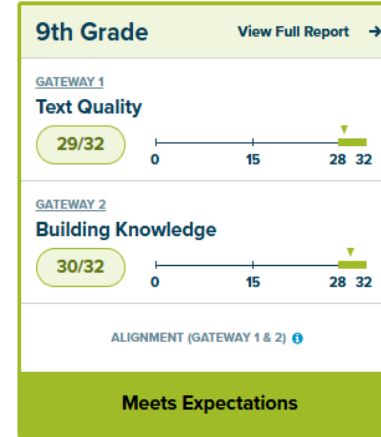 9th Grade View Full Report →
GATEWAY 1
Text Quality
29/32
0 15 28 32
GATEWAY 2
Building Knowledge
30/32
0 15 28 32
ALIGNMENT (GATEWAY 1 & 2) i
Meets Expectations